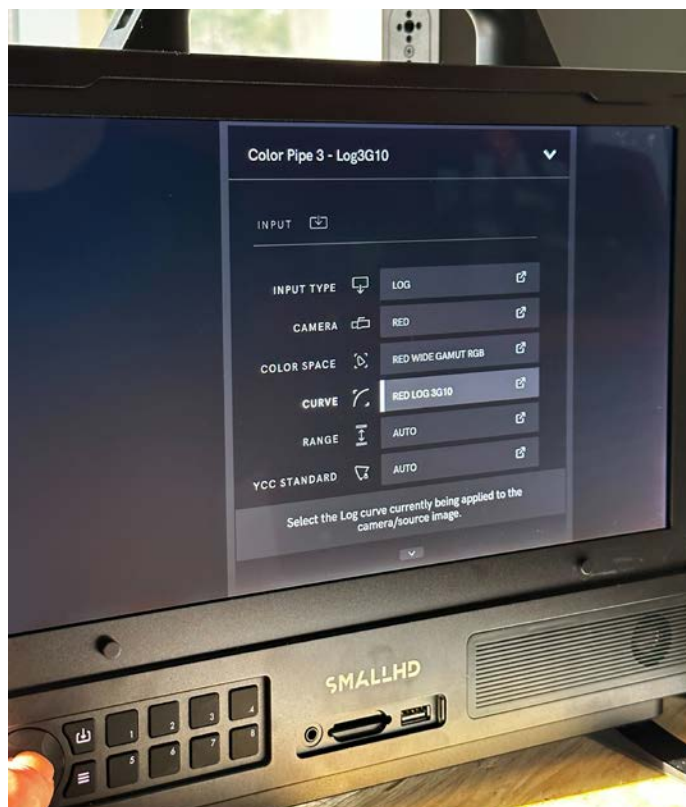 Color Pipe 3 - Log3G10
INPUT
INPUT TYPE LOG
CAMERA RED
COLOR SPACE RED WIDE GAMUT RGB
CURVE RED LOG 3G10
RANGE AUTO
YCC STANDARD AUTO
Select the Log curve currently being applied to the
camera/source image.
SMALLHD
1 2 3 4
5 6 7 8